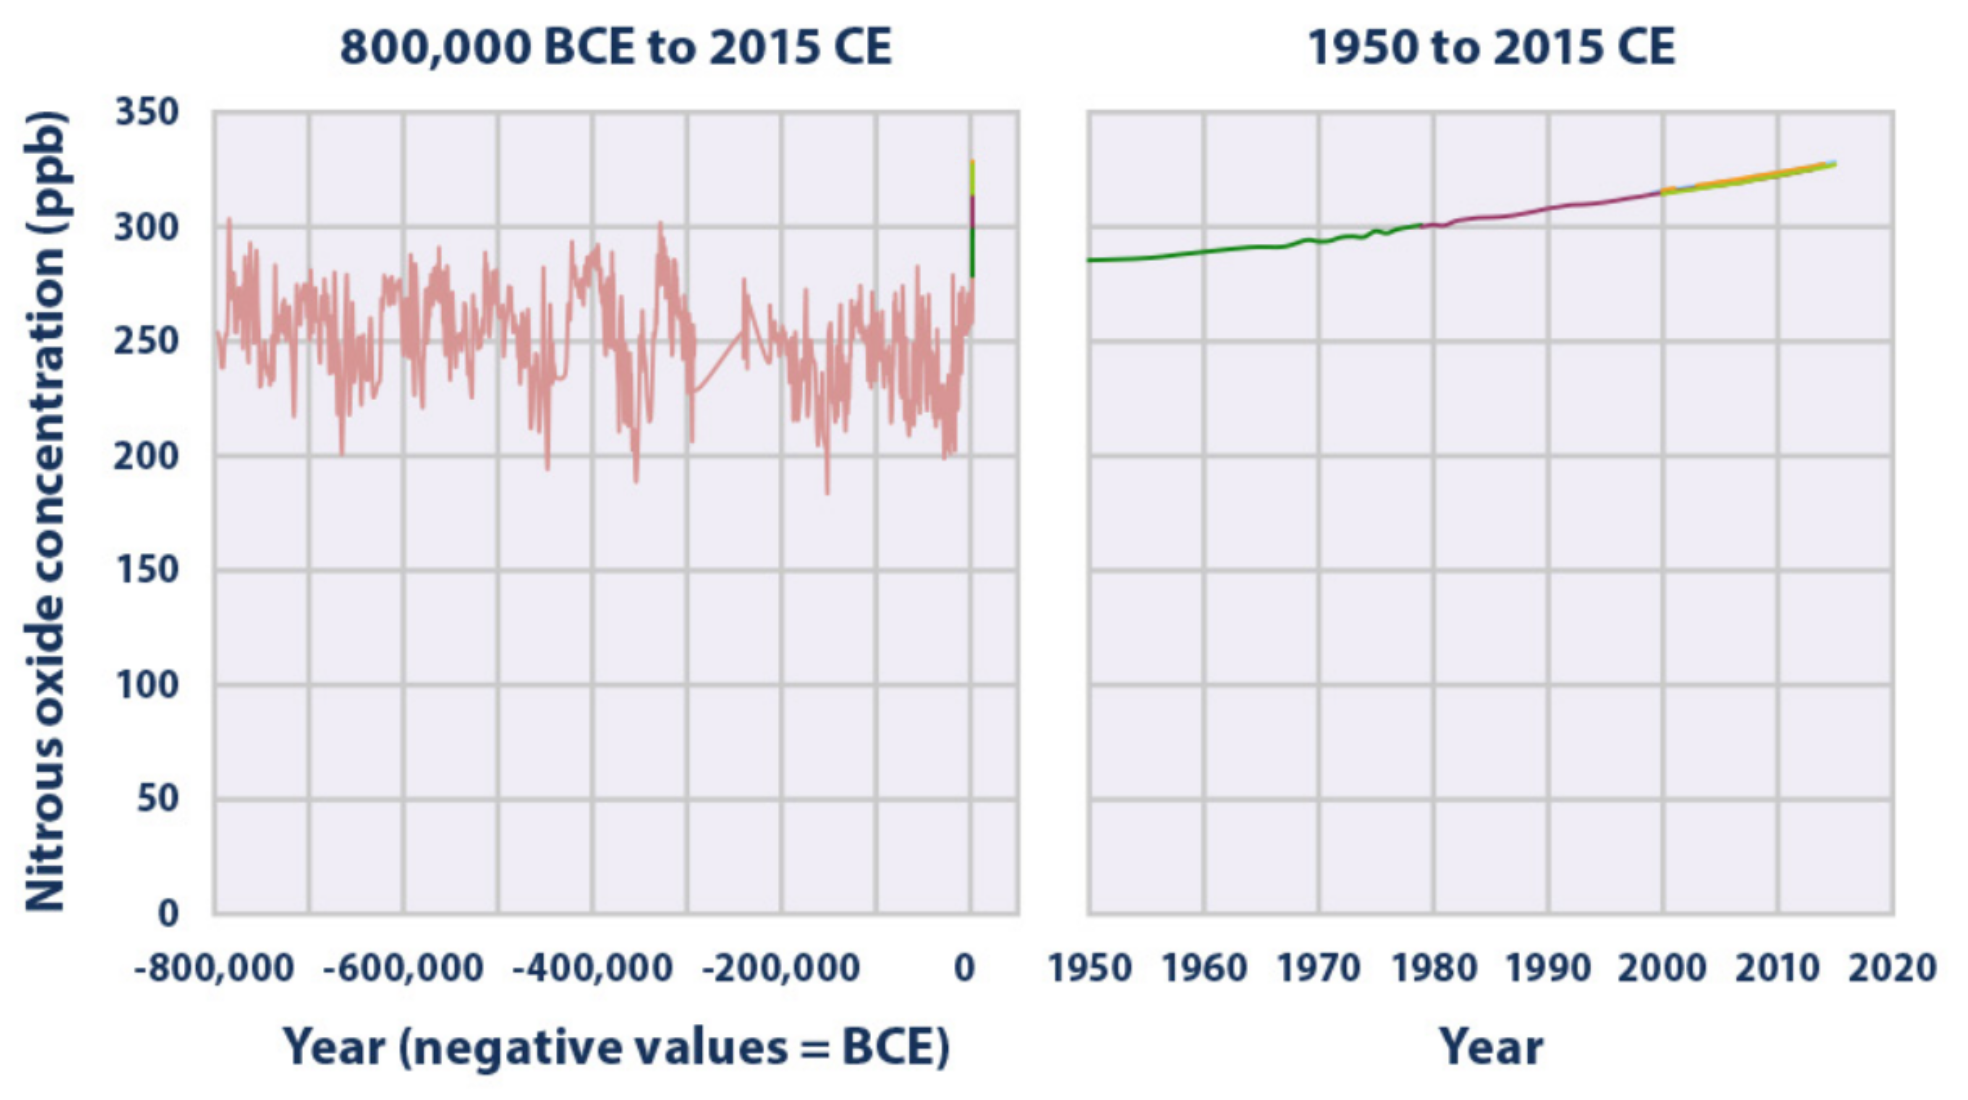 800,000 BCE to 2015 CE
1950 to 2015 CE
Nitrous oxide concentration (ppb)
350
300
250
200
150
100
50
0
-800,000 -600,000 -400,000 -200,000 0
1950 1960 1970 1980 1990 2000 2010 2020
Year (negative values = BCE)
Year